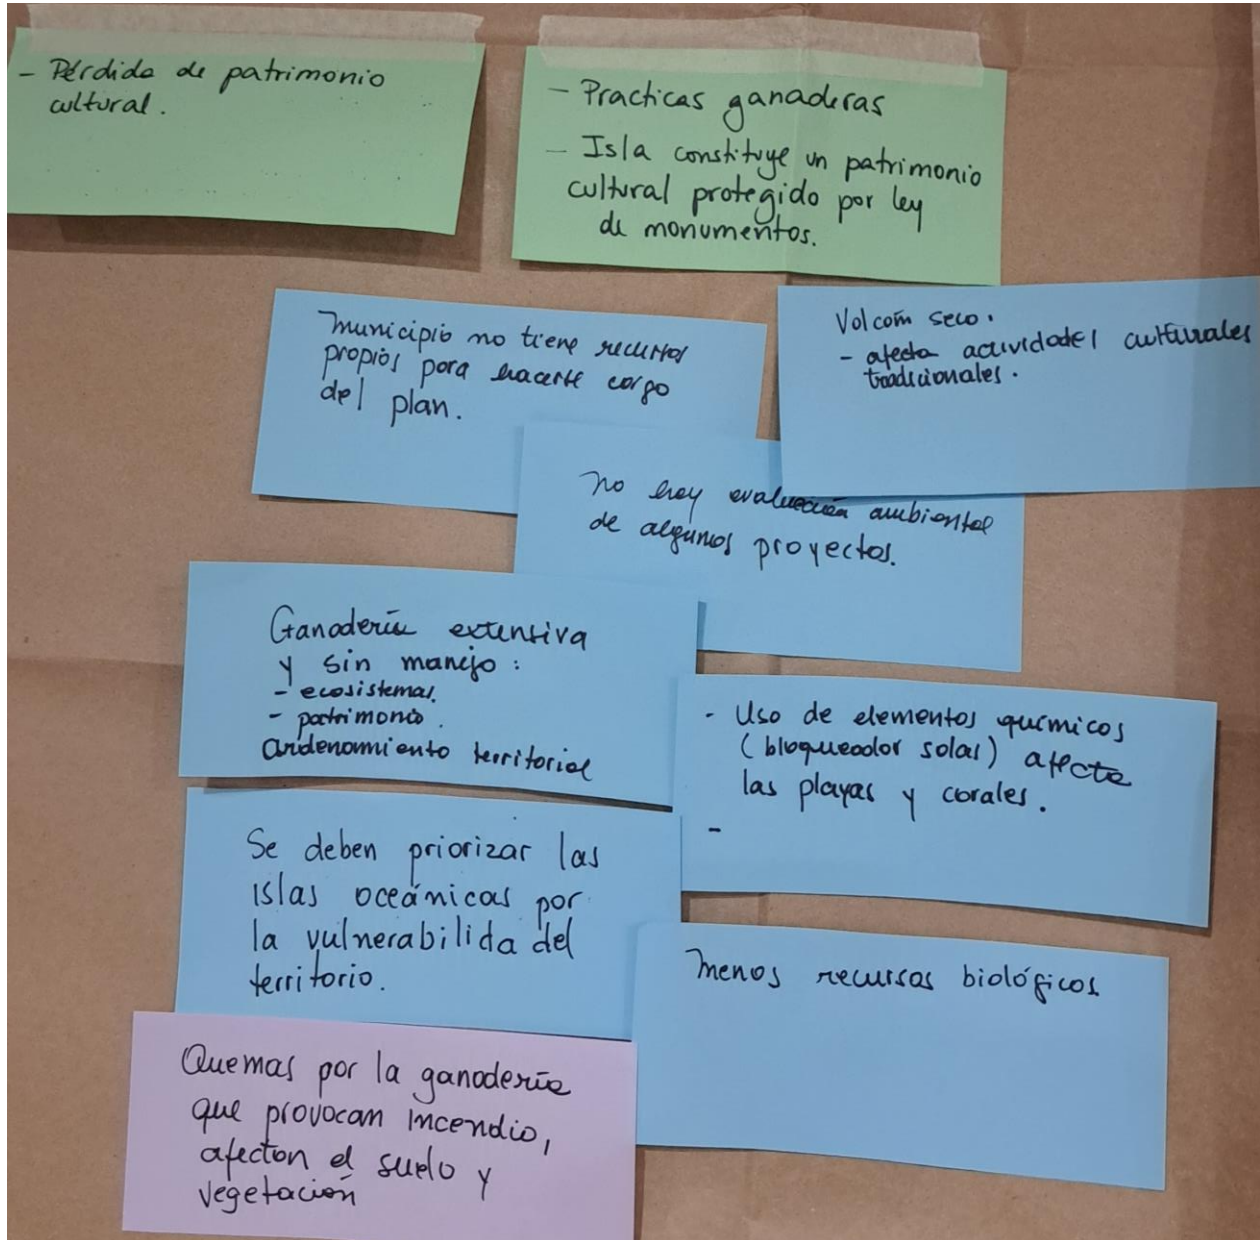 - Pérdida de patrimonio
cultural.
- Practicas ganaderas
- Isla constituye un patrimonio
cultural protegido por ley
de monumentos.
Municipio no tiene recursos
propios para hacerse cargo
del plan.
Volcam seco.
- afecta actividades culturales
tradicionales.
No hay evaluación ambiental
de algunos proyectos.
Ganadería extensiva
y sin manejo:
- ecosistemas.
- patrimonio.
Ordenamiento territorial
- Uso de elementos químicos
(bloqueador solar) afecta
las playas y corales.
-
Se deben priorizar las
islas oceánicas por
la vulnerabilida del
territorio.
Menos recursos biológicos
Quemas por la ganadería
que provocan incendio,
afectan el suelo y
vegetación